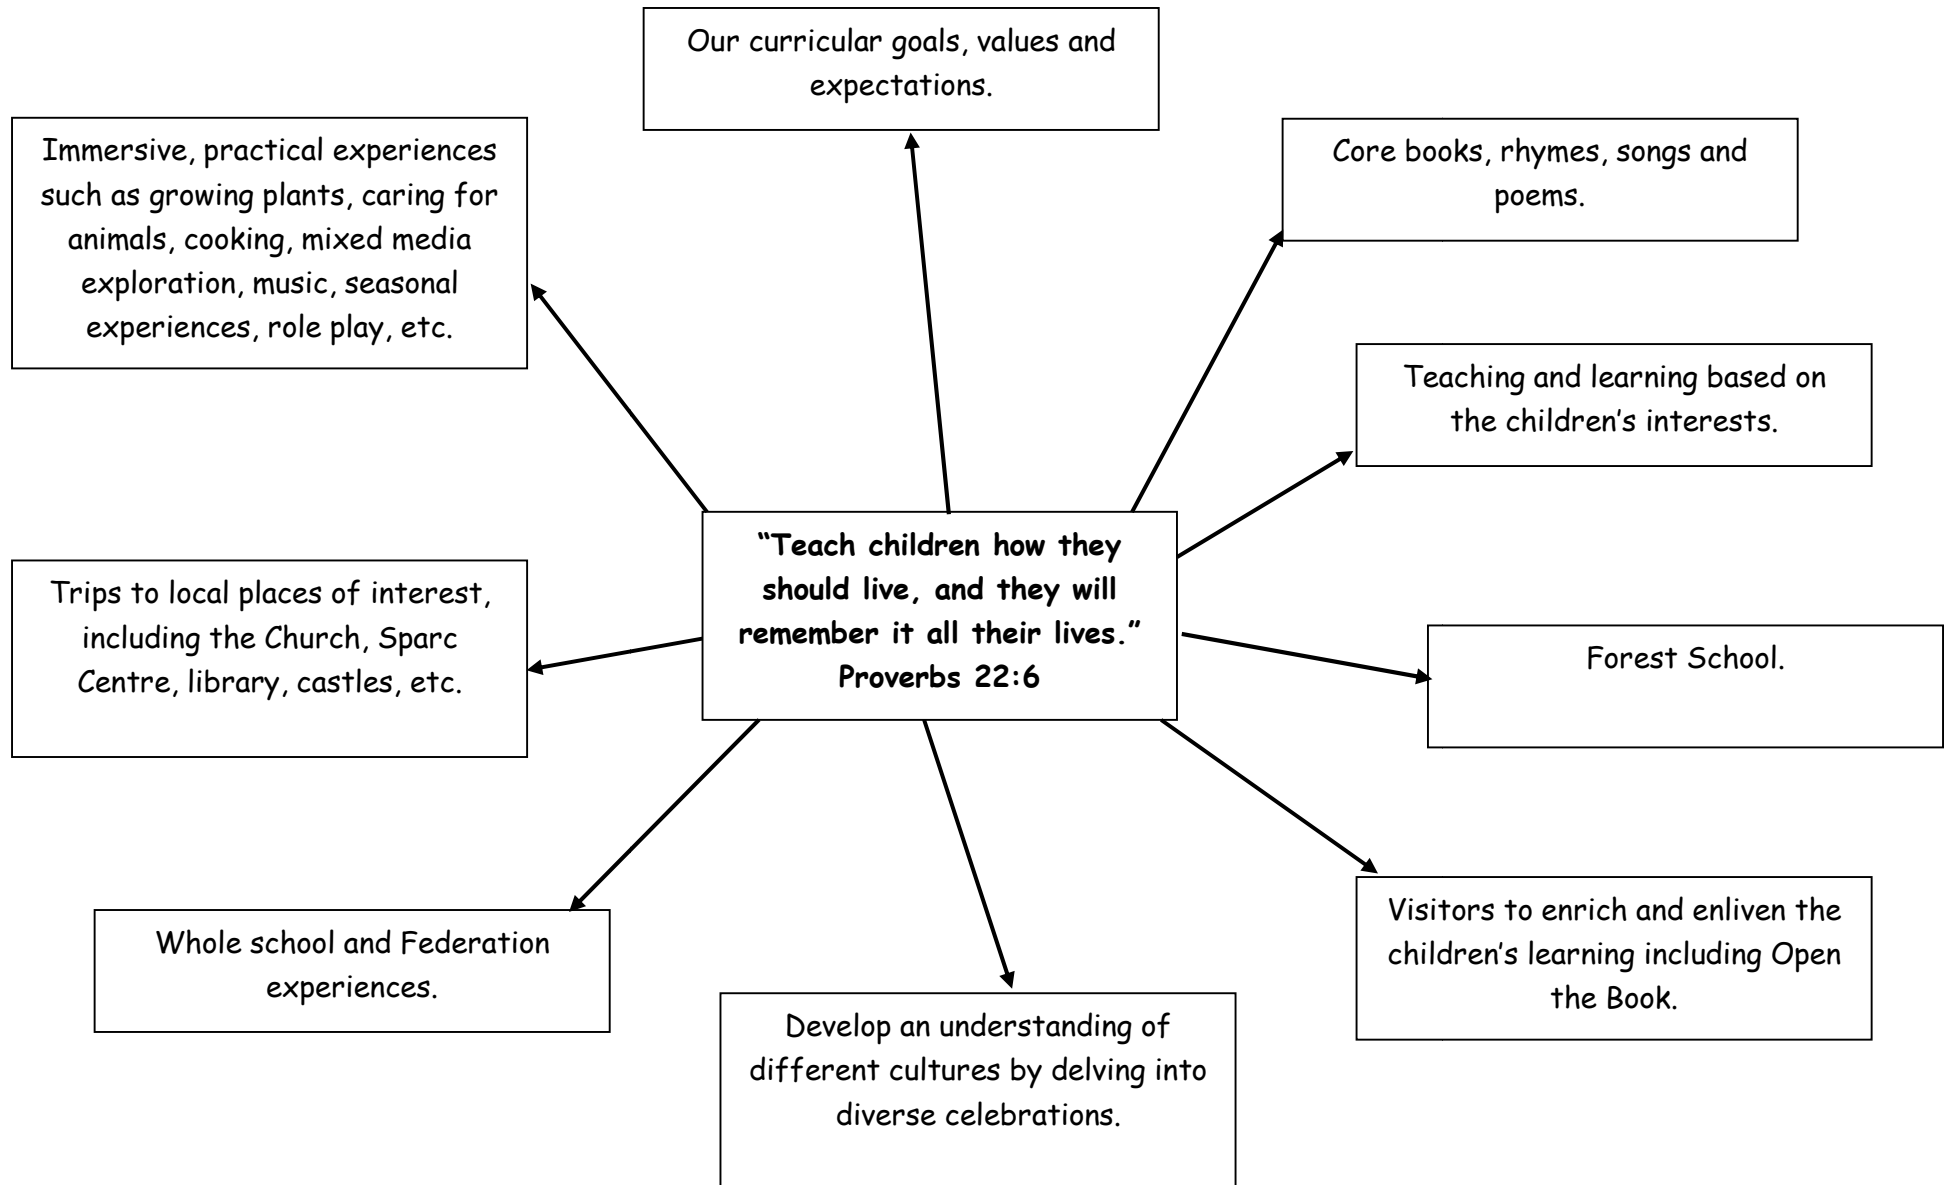 Our curricular goals, values and
expectations.
Immersive, practical experiences
such as growing plants, caring for
animals, cooking, mixed media
exploration, music, seasonal
experiences, role play, etc.
Core books, rhymes, songs and
poems.
Teaching and learning based on
the children’s interests.
“Teach children how they
should live, and they will
remember it all their lives.”
Proverbs 22:6
Trips to local places of interest,
including the Church, Sparc
Centre, library, castles, etc.
Forest School.
Visitors to enrich and enliven the
children’s learning including Open
the Book.
Whole school and Federation
experiences.
Develop an understanding of
different cultures by delving into
diverse celebrations.